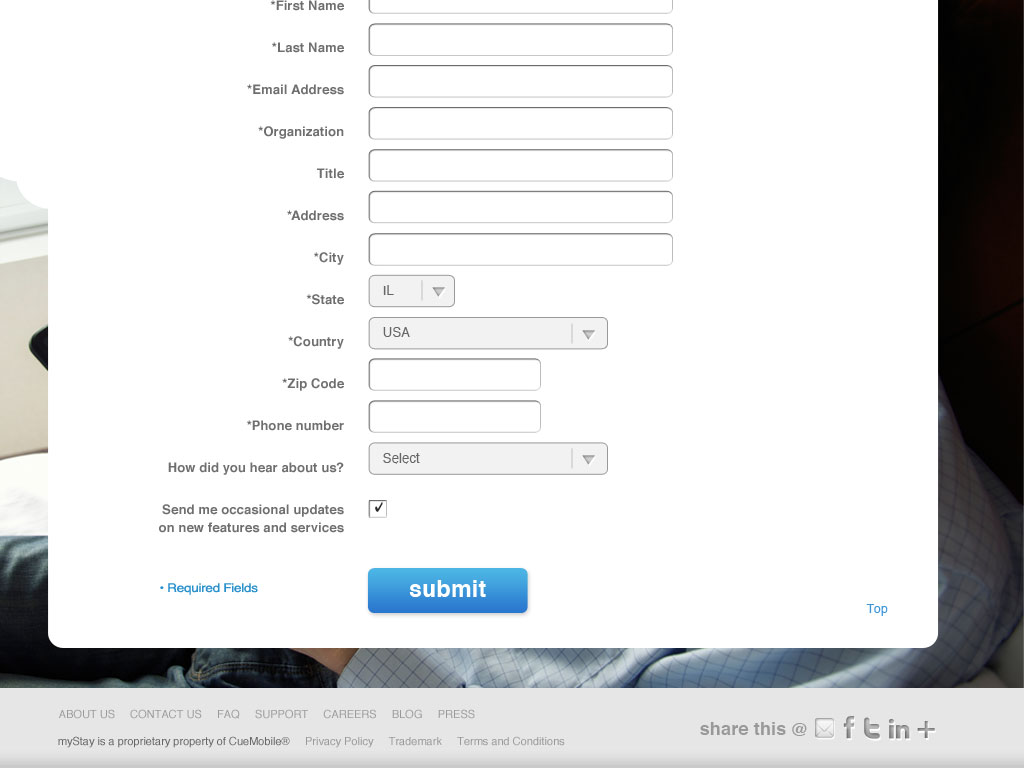 *First Name
*Last Name
*Email Address
*Organization
Title
*Address
*City
*State IL
*Country USA
*Zip Code
*Phone number
How did you hear about us? Select
Send me occasional updates
on new features and services
• Required Fields
submit
Top
ABOUT US CONTACT US FAQ SUPPORT CAREERS BLOG PRESS
myStay is a proprietary property of CueMobile® Privacy Policy Trademark Terms and Conditions
share this @ f t in +